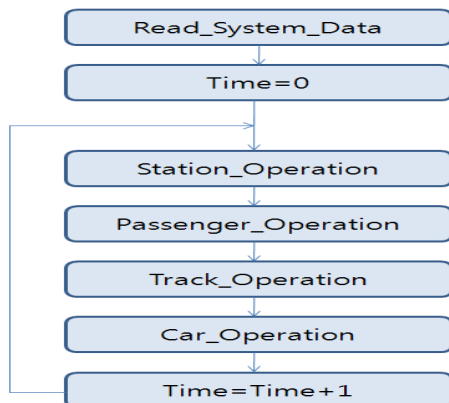 Read_System_Data
Time=0
Station_Operation
Passenger_Operation
Track_Operation
Car_Operation
Time=Time+1